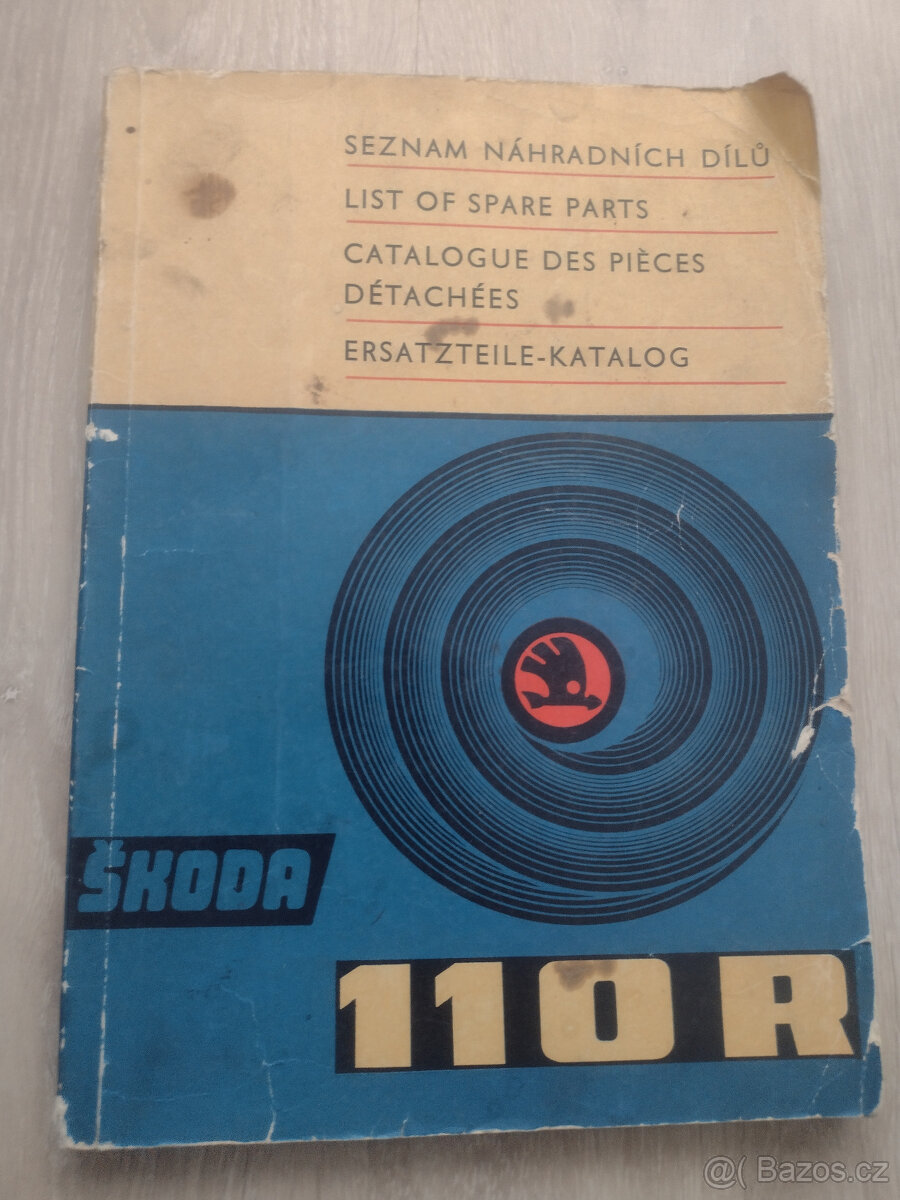 SEZNAM NÁHRADNÍCH DÍLŮ
LIST OF SPARE PARTS
CATALOGUE DES PIÈCES
DÉTACHÉES
ERSATZTEILE-KATALOG
ŠKODA
110 R
@( Bazos.cz